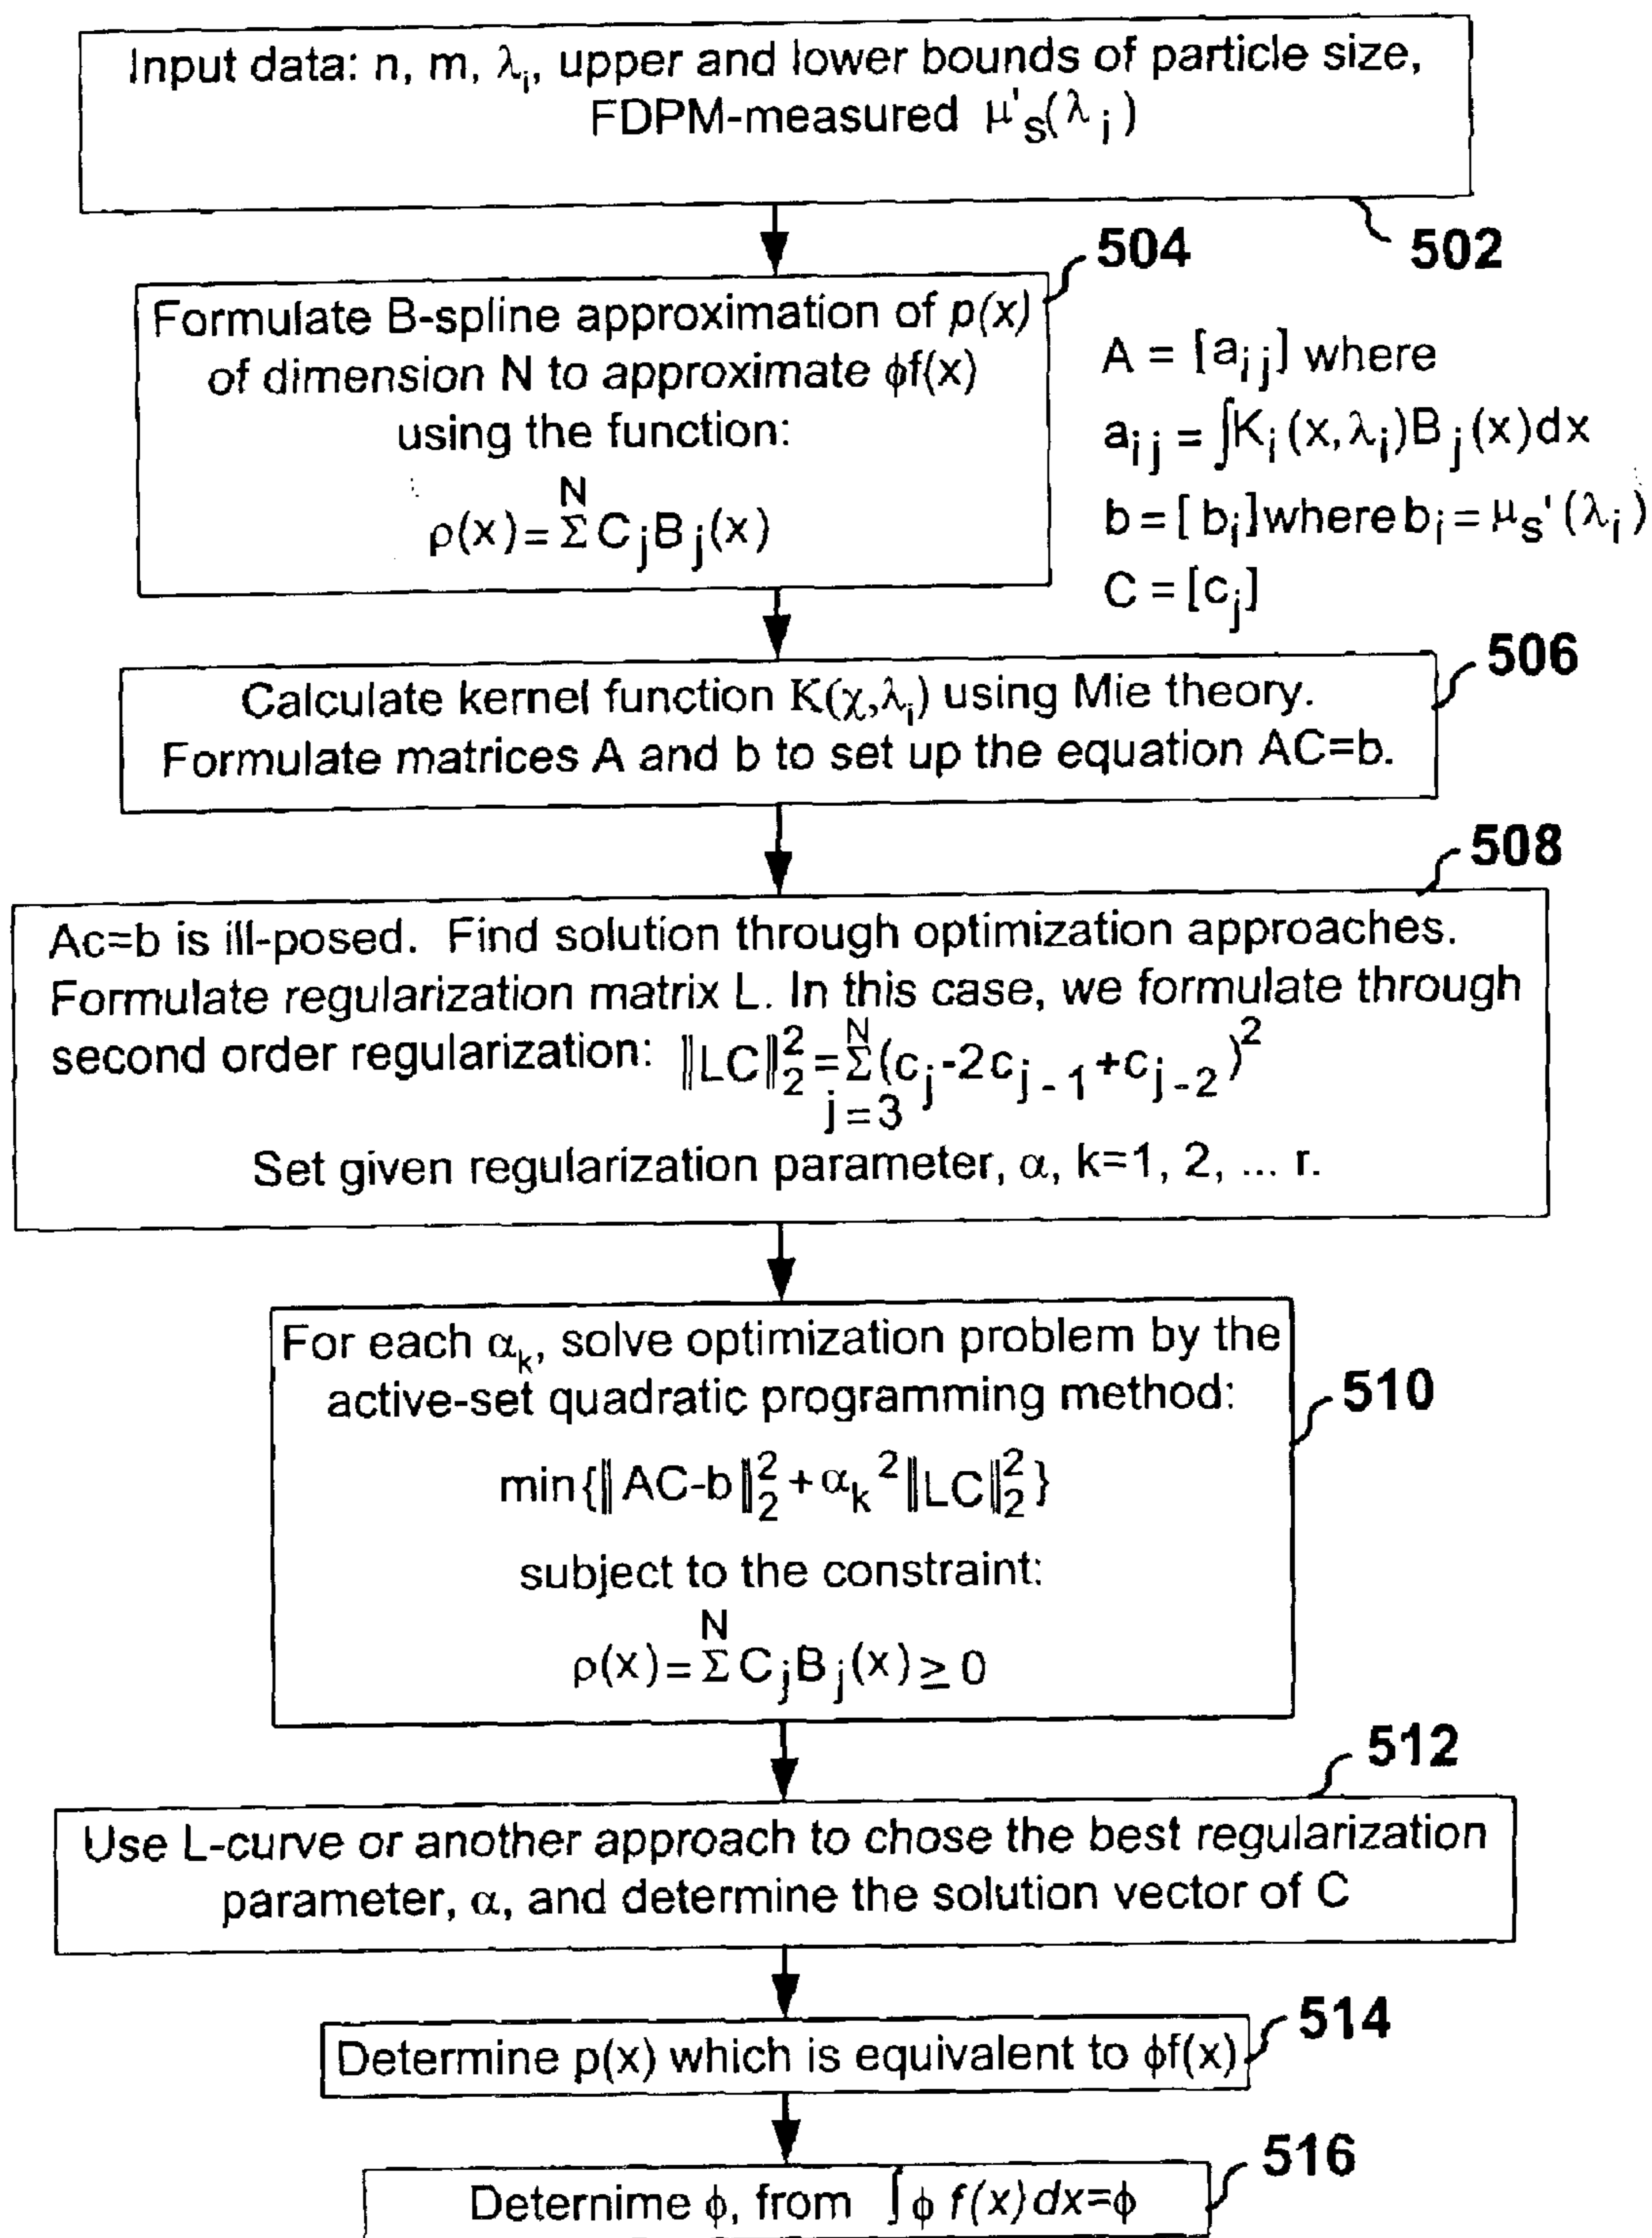 Input data: n, m, λi, upper and lower bounds of particle size,
FDPM-measured μ's(λi)
502
504
Formulate B-spline approximation of p(x)
of dimension N to approximate ϕf(x)
using the function:
N
ρ(x)=ΣCjBj(x)
A = [aij] where
aij = ∫Ki(x,λi)Bj(x)dx
b=[bi]where bi=μs'(λi)
C=[cj]
506
Calculate kernel function K(χ,λi) using Mie theory.
Formulate matrices A and b to set up the equation AC=b.
508
Ac=b is ill-posed. Find solution through optimization approaches.
Formulate regularization matrix L. In this case, we formulate through
second order regularization: ‖LC‖₂²=Σ(cj-2cj-1+cj-2)²
N
j=3
Set given regularization parameter, α, k=1, 2, ... r.
For each αk, solve optimization problem by the
active-set quadratic programming method:
510
min{‖AC-b‖₂²+αk²‖LC‖₂²}
subject to the constraint:
N
ρ(x)=ΣCjBj(x)≥0
512
Use L-curve or another approach to chose the best regularization
parameter, α, and determine the solution vector of C
514
Determine p(x) which is equivalent to ϕf(x)
516
Deternime ϕ, from ∫ϕ f(x)dx=ϕ